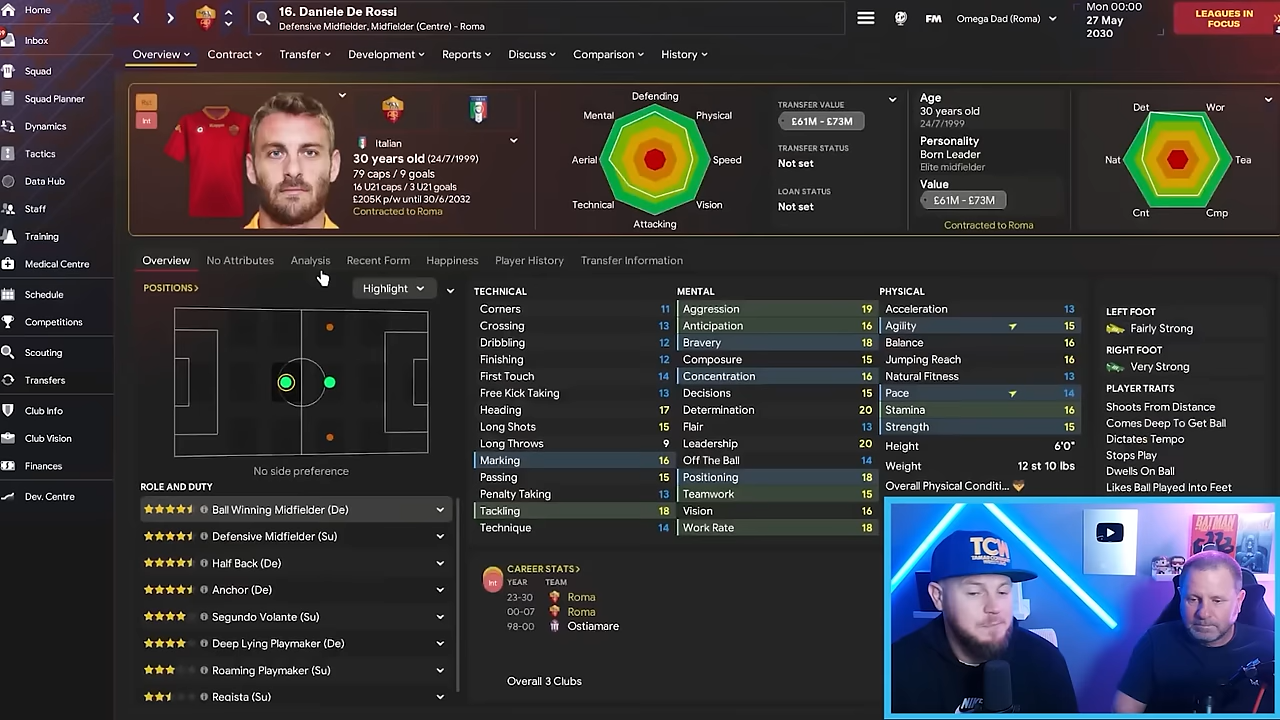 Home
Inbox
Squad
Squad Planner
Dynamics
Tactics
Data Hub
Staff
Training
Medical Centre
Schedule
Competitions
Scouting
Transfers
Club Info
Club Vision
Finances
Dev. Centre
16. Daniele De Rossi
Defensive Midfielder, Midfielder (Centre) - Roma
FM
Omega Dad (Roma)
Mon 00:00
27 May
2030
LEAGUES IN
FOCUS
Overview
Contract
Transfer
Development
Reports
Discuss
Comparison
History
Int
Italian
30 years old (24/7/1999)
79 caps / 9 goals
16 U21 caps / 3 U21 goals
£205K p/w until 30/6/2032
Contracted to Roma
Defending
Mental
Physical
Aerial
Speed
Technical
Vision
Attacking
TRANSFER VALUE
£61M - £73M
TRANSFER STATUS
Not set
LOAN STATUS
Not set
Age
30 years old
24/7/1999
Personality
Born Leader
Elite midfielder
Value
£61M - £73M
Contracted to Roma
Det
Wor
Nat
Tea
Cnt
Cmp
Overview
No Attributes
Analysis
Recent Form
Happiness
Player History
Transfer Information
POSITIONS
Highlight
No side preference
ROLE AND DUTY
Ball Winning Midfielder (De)
Defensive Midfielder (Su)
Half Back (De)
Anchor (De)
Segundo Volante (Su)
Deep Lying Playmaker (De)
Roaming Playmaker (Su)
Regista (Su)
TECHNICAL
Corners 11
Crossing 13
Dribbling 12
Finishing 12
First Touch 14
Free Kick Taking 13
Heading 17
Long Shots 15
Long Throws 9
Marking 16
Passing 15
Penalty Taking 13
Tackling 18
Technique 14
MENTAL
Aggression 19
Anticipation 16
Bravery 18
Composure 15
Concentration 16
Decisions 15
Determination 20
Flair 13
Leadership 20
Off The Ball 14
Positioning 18
Teamwork 15
Vision 16
Work Rate 18
PHYSICAL
Acceleration 13
Agility 15
Balance 16
Jumping Reach 16
Natural Fitness 13
Pace 14
Stamina 16
Strength 15
Height 6'0"
Weight 12 st 10 lbs
Overall Physical Conditi...
LEFT FOOT
Fairly Strong
RIGHT FOOT
Very Strong
PLAYER TRAITS
Shoots From Distance
Comes Deep To Get Ball
Dictates Tempo
Stops Play
Dwells On Ball
Likes Ball Played Into Feet
CAREER STATS
Int
YEAR TEAM
23-30 Roma
00-07 Roma
98-00 Ostiamare
Overall 3 Clubs
TCW
BATMAN